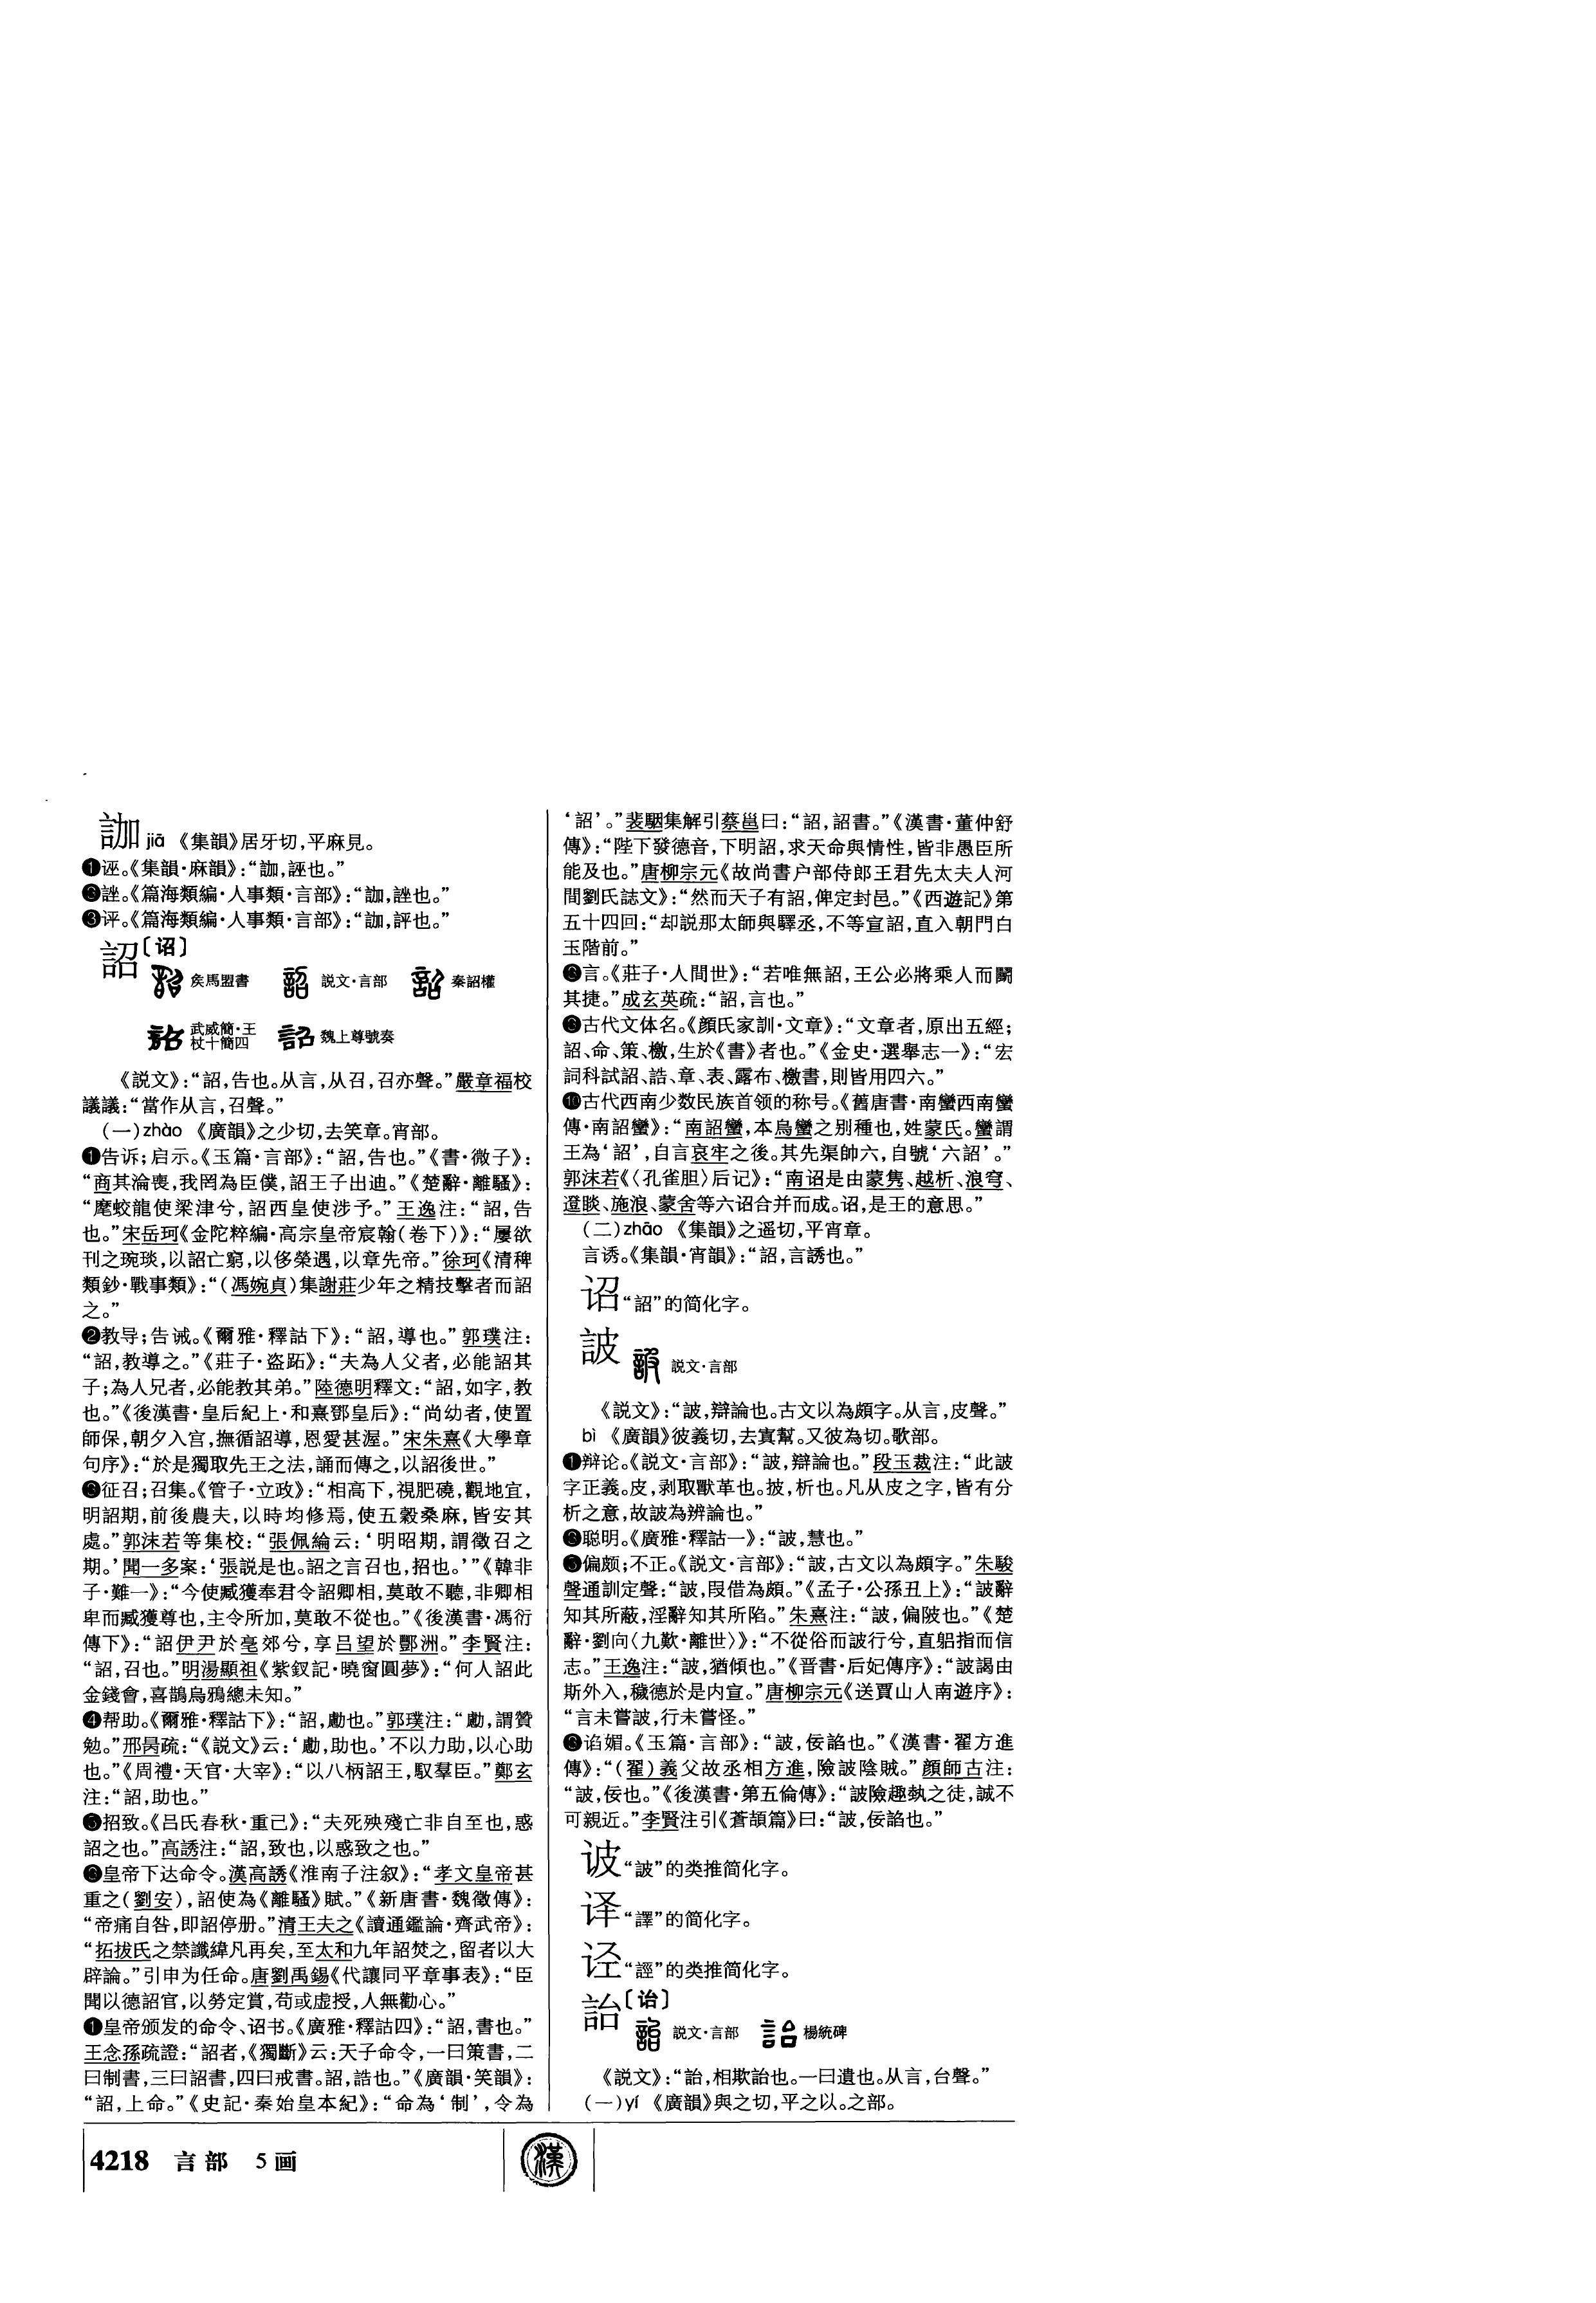 訷 jiā 《集韻》居牙切,平麻見。
❶诬。《集韻·麻韻》:“䛟,誣也。”
❸䛟。《篇海類編·人事類·言部》:“䛟,䛟也。”
❸评。《篇海類編·人事類·言部》:“䛟,評也。”
詔〔诏〕
矦馬盟書 説文·言部 秦詔權
武威簡·王
杖十簡四 魏上尊號奏
《説文》:“詔,告也。从言,从召,召亦聲。”嚴章福校
議議:“當作从言,召聲。”
(一)zhào 《廣韻》之少切,去笑章。宵部。
❶告诉;启示。《玉篇·言部》:“詔,告也。”《書·微子》:
“商其淪喪,我罔為臣僕,詔王子出迪。”《楚辭·離騷》:
“麾蛟龍使梁津兮,詔西皇使涉予。”王逸注:“詔,告
也。”宋岳珂《金陀粹編·高宗皇帝宸翰(卷下)》:“屢欲
刊之琬琰,以詔亡窮,以侈榮遇,以章先帝。”徐珂《清稗
類鈔·戰事類》:“(馮婉貞)集謝莊少年之精技擊者而詔
之。”
❷教导;告诫。《爾雅·釋詁下》:“詔,導也。”郭璞注:
“詔,教導之。”《莊子·盗跖》:“夫為人父者,必能詔其
子;為人兄者,必能教其弟。”陸德明釋文:“詔,如字,教
也。”《後漢書·皇后紀上·和熹鄧皇后》:“尚幼者,使置
師保,朝夕入宫,撫循詔導,恩愛甚渥。”宋朱熹《大學章
句序》:“於是獨取先王之法,誦而傳之,以詔後世。”
❸征召;召集。《管子·立政》:“相高下,視肥磽,觀地宜,
明詔期,前後農夫,以時均修焉,使五穀桑麻,皆安其
處。”郭沫若等集校:“張佩綸云:‘明昭期,謂徵召之
期。’聞一多案:‘張説是也。詔之言召也,招也。’”《韓非
子·難一》:“今使臧獲奉君令詔卿相,莫敢不聽,非卿相
卑而臧獲尊也,主令所加,莫敢不從也。”《後漢書·馮衍
傳下》:“詔伊尹於亳郊兮,享吕望於酆洲。”李賢注:
“詔,召也。”明湯顯祖《紫釵記·曉窗圓夢》:“何人詔此
金錢會,喜鵲烏鴉總未知。”
❹帮助。《爾雅·釋詁下》:“詔,勴也。”郭璞注:“勴,謂贊
勉。”邢昺疏:“《説文》云:‘勴,助也。’不以力助,以心助
也。”《周禮·天官·大宰》:“以八柄詔王,馭羣臣。”鄭玄
注:“詔,助也。”
❺招致。《吕氏春秋·重己》:“夫死殃殘亡非自至也,惑
詔之也。”高誘注:“詔,致也,以惑致之也。”
❻皇帝下达命令。漢高誘《淮南子注叙》:“孝文皇帝甚
重之(劉安),詔使為《離騷》賦。”《新唐書·魏徵傳》:
“帝痛自咎,即詔停册。”清王夫之《讀通鑑論·齊武帝》:
“拓拔氏之禁讖緯凡再矣,至太和九年詔焚之,留者以大
辟論。”引申为任命。唐劉禹錫《代讓同平章事表》:“臣
聞以德詔官,以勞定賞,苟或虚授,人無勸心。”
❶皇帝颁发的命令、诏书。《廣雅·釋詁四》:“詔,書也。”
王念孫疏證:“詔者,《獨斷》云:天子命令,一曰策書,二
曰制書,三曰詔書,四曰戒書。詔,誥也。”《廣韻·笑韻》:
“詔,上命。”《史記·秦始皇本紀》:“命為‘制’,令為
‘詔’。”裴駰集解引蔡邕曰:“詔,詔書。”《漢書·董仲舒
傳》:“陛下發德音,下明詔,求天命與情性,皆非愚臣所
能及也。”唐柳宗元《故尚書户部侍郎王君先太夫人河
間劉氏誌文》:“然而天子有詔,俾定封邑。”《西遊記》第
五十四回:“却説那太師與驛丞,不等宣詔,直入朝門白
玉階前。”
❽言。《莊子·人間世》:“若唯無詔,王公必將乘人而鬭
其捷。”成玄英疏:“詔,言也。”
❾古代文体名。《顔氏家訓·文章》:“文章者,原出五經;
詔、命、策、檄,生於《書》者也。”《金史·選舉志一》:“宏
詞科試詔、誥、章、表、露布、檄書,則皆用四六。”
❿古代西南少数民族首领的称号。《舊唐書·南蠻西南蠻
傳·南詔蠻》:“南詔蠻,本烏蠻之别種也,姓蒙氏。蠻謂
王為‘詔’,自言哀牢之後。其先渠帥六,自號‘六詔’。”
郭沫若《〈孔雀胆〉后记》:“南诏是由蒙隽、越析、浪穹、
邆睒、施浪、蒙舍等六诏合并而成。诏,是王的意思。”
(二)zhāo 《集韻》之遥切,平宵章。
言诱。《集韻·宵韻》:“詔,言誘也。”
诏“詔”的简化字。
詖 説文·言部
《説文》:“詖,辯論也。古文以為頗字。从言,皮聲。”
bì 《廣韻》彼義切,去寘幫。又彼為切。歌部。
❶辩论。《説文·言部》:“詖,辯論也。”段玉裁注:“此詖
字正義。皮,剥取獸革也。披,析也。凡从皮之字,皆有分
析之意,故詖為辨論也。”
❷聪明。《廣雅·釋詁一》:“詖,慧也。”
❸偏颇;不正。《説文·言部》:“詖,古文以為頗字。”朱駿
聲通訓定聲:“詖,叚借為頗。”《孟子·公孫丑上》:“詖辭
知其所蔽,淫辭知其所陷。”朱熹注:“詖,偏陂也。”《楚
辭·劉向〈九歎·離世〉》:“不從俗而詖行兮,直躬指而信
志。”王逸注:“詖,猶傾也。”《晋書·后妃傳序》:“詖謁由
斯外入,穢德於是内宣。”唐柳宗元《送賈山人南遊序》:
“言未嘗詖,行未嘗怪。”
❹谄媚。《玉篇·言部》:“詖,佞諂也。”《漢書·翟方進
傳》:“(翟)義父故丞相方進,險詖陰賊。”顔師古注:
“詖,佞也。”《後漢書·第五倫傳》:“詖險趣埶之徒,誠不
可親近。”李賢注引《蒼頡篇》曰:“詖,佞諂也。”
诐“詖”的类推简化字。
译“譯”的简化字。
诠“誙”的类推简化字。
詒〔诒〕
説文·言部 楊統碑
《説文》:“詒,相欺詒也。一曰遺也。从言,台聲。”
(一)yí 《廣韻》與之切,平之以。之部。
4218 言部 5画
漢